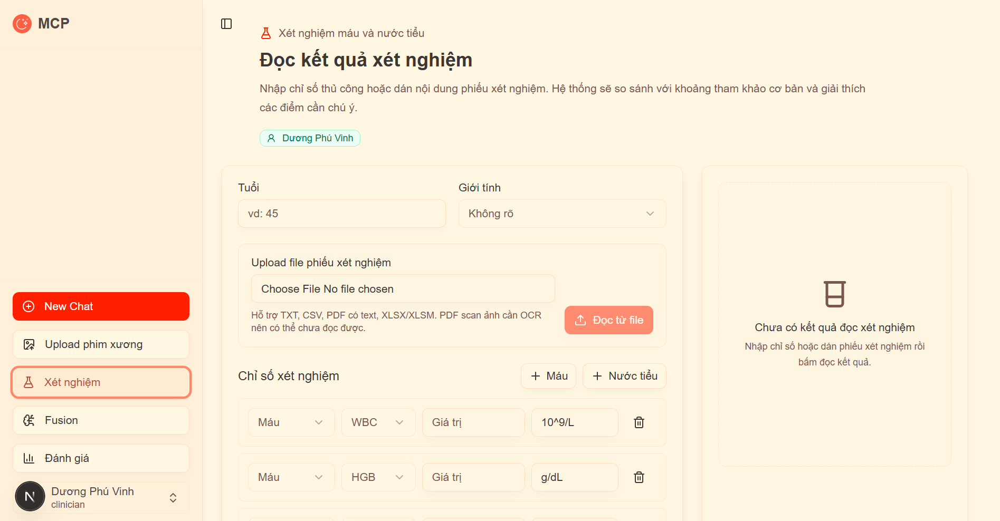 MCP
Xét nghiệm máu và nước tiểu
Đọc kết quả xét nghiệm
Nhập chỉ số thủ công hoặc dán nội dung phiếu xét nghiệm. Hệ thống sẽ so sánh với khoảng tham khảo cơ bản và giải thích
các điểm cần chú ý.
Dương Phú Vinh
Tuổi
Giới tính
vd: 45
Không rõ
Upload file phiếu xét nghiệm
Choose File No file chosen
Hỗ trợ TXT, CSV, PDF có text, XLSX/XLSM. PDF scan ảnh cần OCR
nên có thể chưa đọc được.
Đọc từ file
Chỉ số xét nghiệm
Máu
Nước tiểu
Máu
WBC
Giá trị
10^9/L
Máu
HGB
Giá trị
g/dL
Chưa có kết quả đọc xét nghiệm
Nhập chỉ số hoặc dán phiếu xét nghiệm rồi
bấm đọc kết quả.
New Chat
Upload phim xương
Xét nghiệm
Fusion
Đánh giá
N
Dương Phú Vinh
clinician